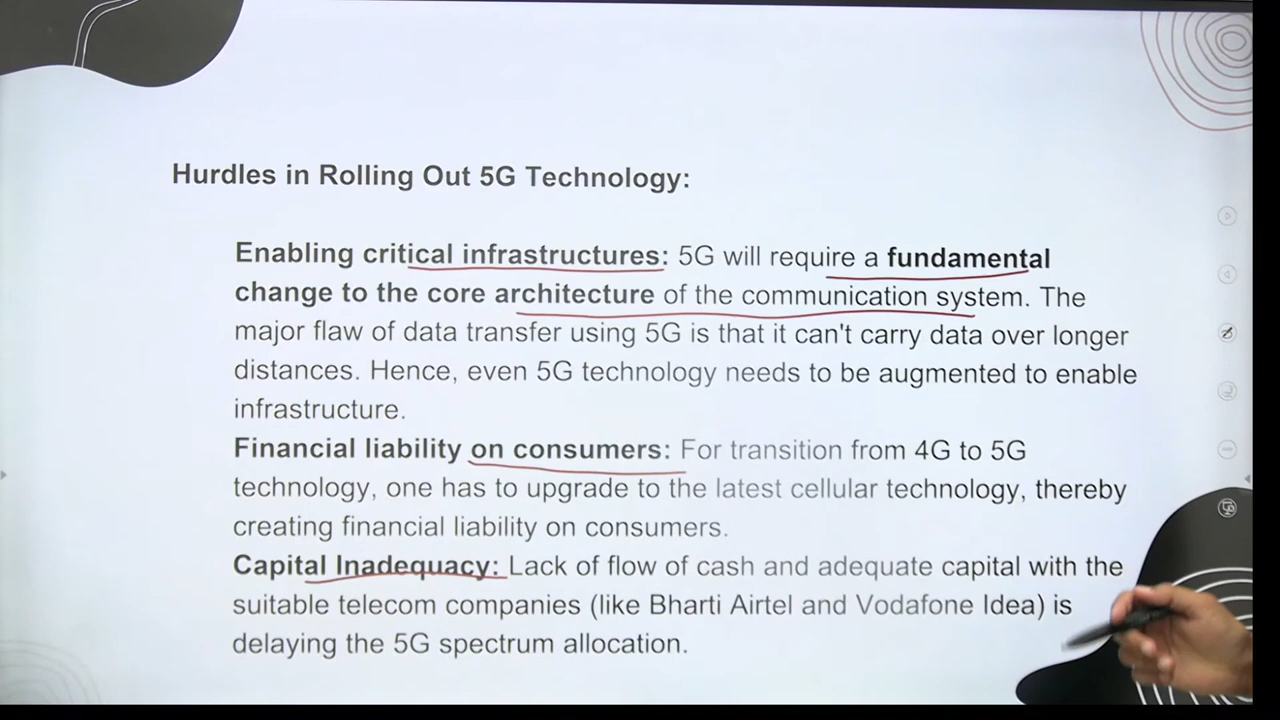 Hurdles in Rolling Out 5G Technology:
Enabling critical infrastructures: 5G will require a fundamental
change to the core architecture of the communication system. The
major flaw of data transfer using 5G is that it can't carry data over longer
distances. Hence, even 5G technology needs to be augmented to enable
infrastructure.
Financial liability on consumers: For transition from 4G to 5G
technology, one has to upgrade to the latest cellular technology, thereby
creating financial liability on consumers.
Capital Inadequacy: Lack of flow of cash and adequate capital with the
suitable telecom companies (like Bharti Airtel and Vodafone Idea) is
delaying the 5G spectrum allocation.